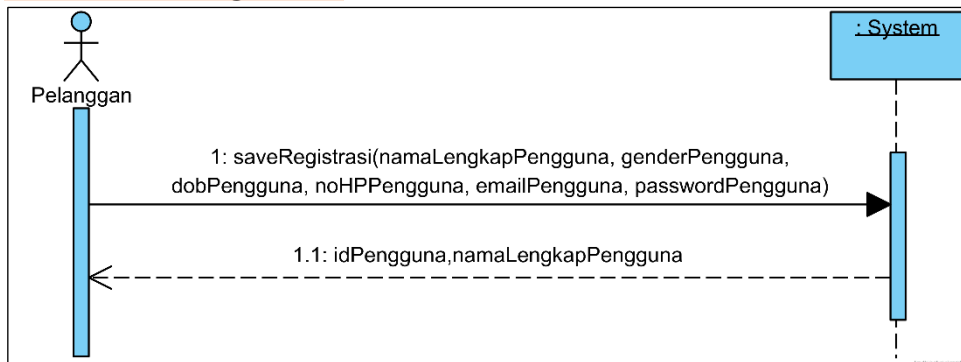 : System
Pelanggan
1: saveRegistrasi(namaLengkapPengguna, genderPengguna,
dobPengguna, noHPPengguna, emailPengguna, passwordPengguna)
1.1: idPengguna,namaLengkapPengguna